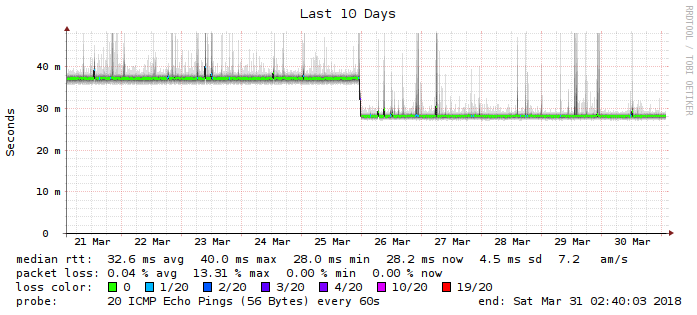 Last 10 Days
RRDTOOL / TOBI OETIKER
Seconds
40 m
30 m
20 m
10 m
0
21 Mar 22 Mar 23 Mar 24 Mar 25 Mar 26 Mar 27 Mar 28 Mar 29 Mar 30 Mar
median rtt: 32.6 ms avg 40.0 ms max 28.0 ms min 28.2 ms now 4.5 ms sd 7.2 am/s
packet loss: 0.04 % avg 13.31 % max 0.00 % min 0.00 % now
loss color: 0 1/20 2/20 3/20 4/20 10/20 19/20
probe: 20 ICMP Echo Pings (56 Bytes) every 60s end: Sat Mar 31 02:40:03 2018